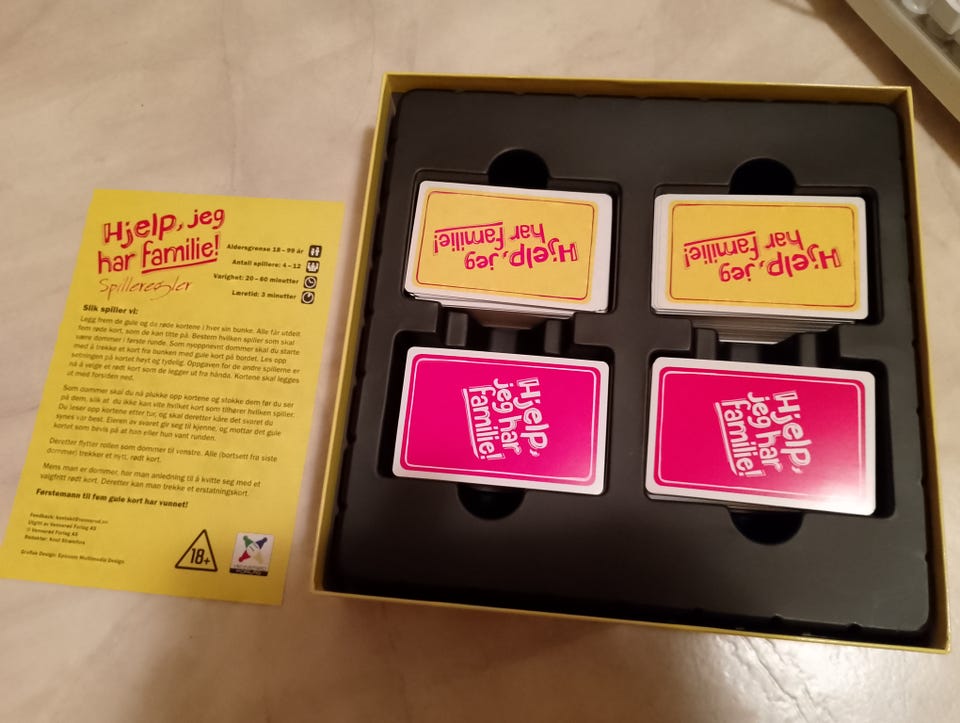 Hjelp, jeg
har familie!
Spilleregler
Aldersgrense 18 – 99 år
Antall spillere: 4 – 12
Varighet: 20 – 60 minutter
Læretid: 3 minutter
Slik spiller vi:
Legg frem de gule og de røde kortene i hver sin bunke. Alle får utdelt
fem røde kort, som de kan titte på. Bestem hvilken spiller som skal
være dommer i første runde. Som nyoppnevnt dommer skal du starte
med å trekke et kort fra bunken med gule kort på bordet. Les opp
setningen på kortet høyt og tydelig. Oppgaven for de andre spillerne er
nå å velge et rødt kort som de legger ut fra hånda. Kortene skal legges
ut med forsiden ned.
Som dommer skal du nå plukke opp kortene og stokke dem før du ser
på dem, slik at du ikke kan vite hvilket kort som tilhører hvilken spiller.
Du leser opp kortene etter tur, og skal deretter kåre det svaret du
synes var best. Eieren av svaret gir seg til kjenne, og mottar det gule
kortet som bevis på at han eller hun vant runden.
Deretter flytter rollen som dommer til venstre. Alle (bortsett fra siste
dommer) trekker et nytt, rødt kort.
Mens man er dommer, har man anledning til å kvitte seg med et
valgfritt rødt kort. Deretter kan man trekke et erstatningskort.
Førstemann til fem gule kort har vunnet!
Feedback: kontakt@vennerod.no
Utgitt av Vennerød Forlag AS
© Vennerød Forlag AS
Redaktør: Knut
Grafisk Design: Episcom Multimedia Design
18+
Hjelp, jeg
har familie!
Hjelp, jeg
har familie!
Hjelp,
jeg har
familie!
Hjelp,
jeg har
familie!